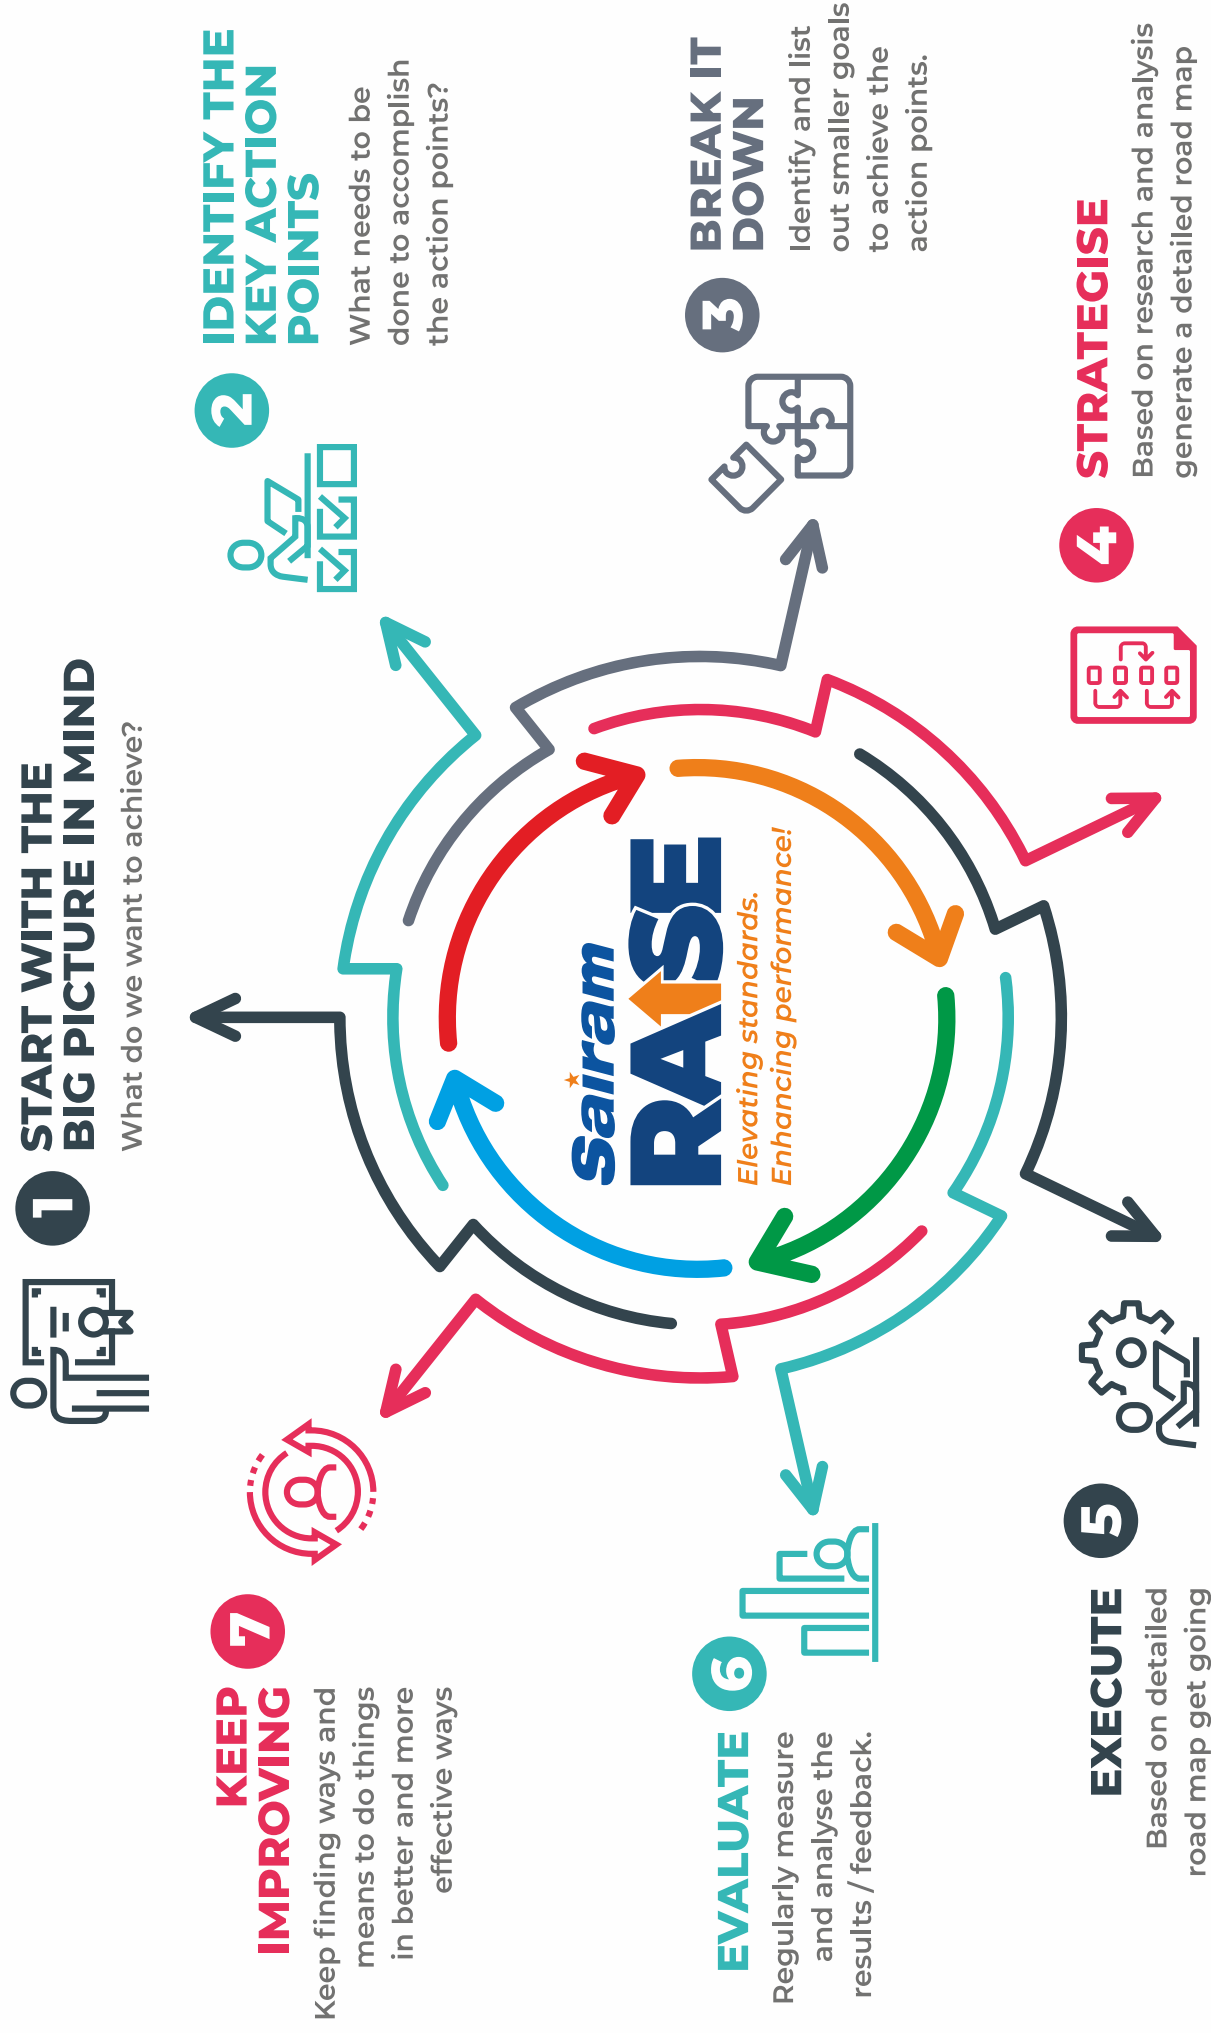 1
START WITH THE
BIG PICTURE IN MIND
What do we want to achieve?
2
IDENTIFY THE
KEY ACTION
POINTS
What needs to be
done to accomplish
the action points?
3
BREAK IT
DOWN
Identify and list
out smaller goals
to achieve the
action points.
4
STRATEGISE
Based on research and analysis
generate a detailed road map
5
EXECUTE
Based on detailed
road map get going
6
EVALUATE
Regularly measure
and analyse the
results / feedback.
7
KEEP
IMPROVING
Keep finding ways and
means to do things
in better and more
effective ways
Sairam
RAISE
Elevating standards.
Enhancing performance!